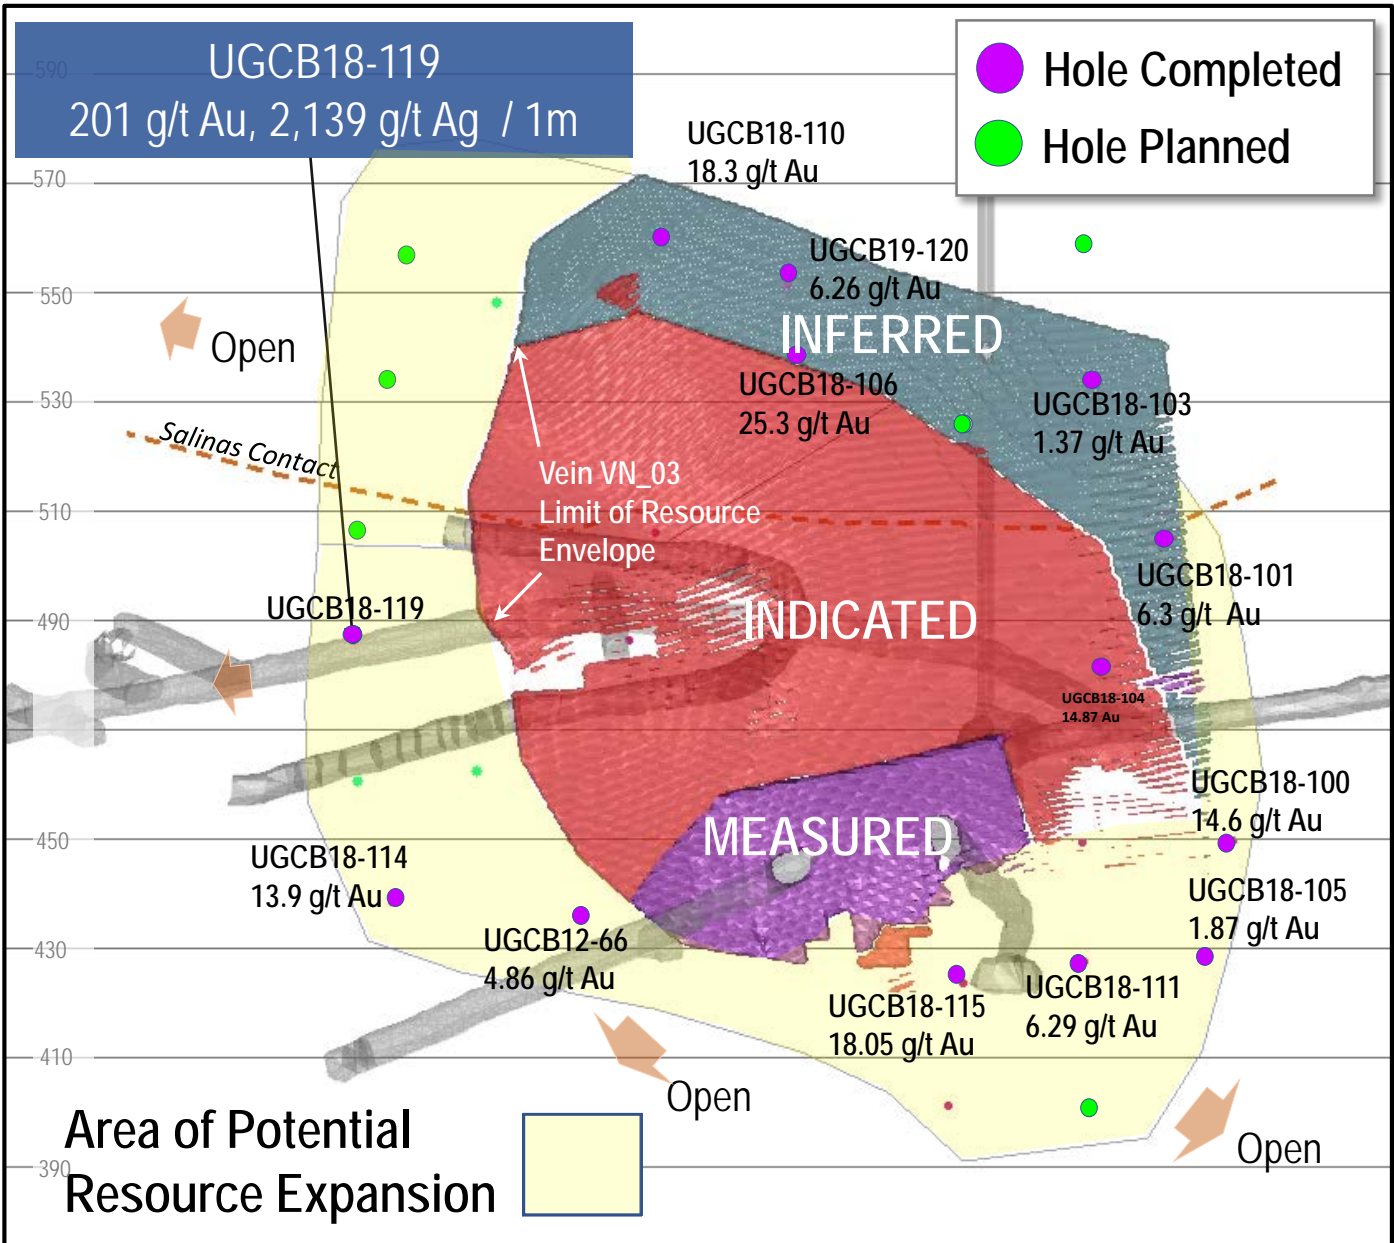 UGCB18-119
201 g/t Au, 2,139 g/t Ag / 1m
Hole Completed
Hole Planned
590
570
550
530
510
490
450
430
410
390
UGCB18-110
18.3 g/t Au
UGCB19-120
6.26 g/t Au
INFERRED
Open
UGCB18-106
25.3 g/t Au
UGCB18-103
1.37 g/t Au
Salinas Contact
Vein VN_03
Limit of Resource
Envelope
UGCB18-101
6.3 g/t Au
UGCB18-119
INDICATED
UGCB18-104
14.87 Au
UGCB18-100
14.6 g/t Au
MEASURED
UGCB18-114
13.9 g/t Au
UGCB18-105
1.87 g/t Au
UGCB12-66
4.86 g/t Au
UGCB18-115
18.05 g/t Au
UGCB18-111
6.29 g/t Au
Open
Open
Area of Potential
Resource Expansion